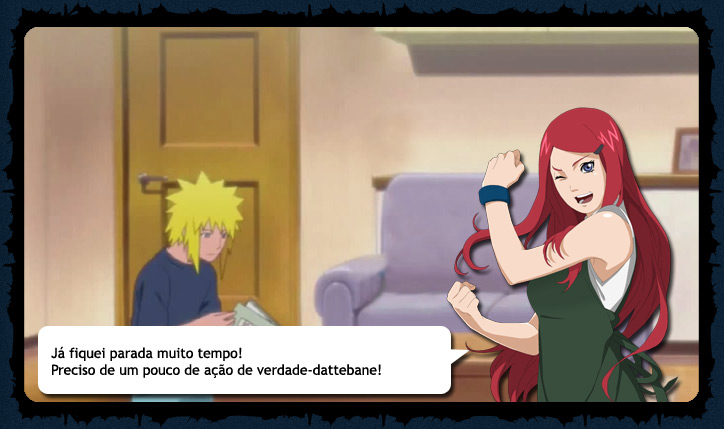 Já fiquei parada muito tempo!
Preciso de um pouco de ação de verdade-dattebane!